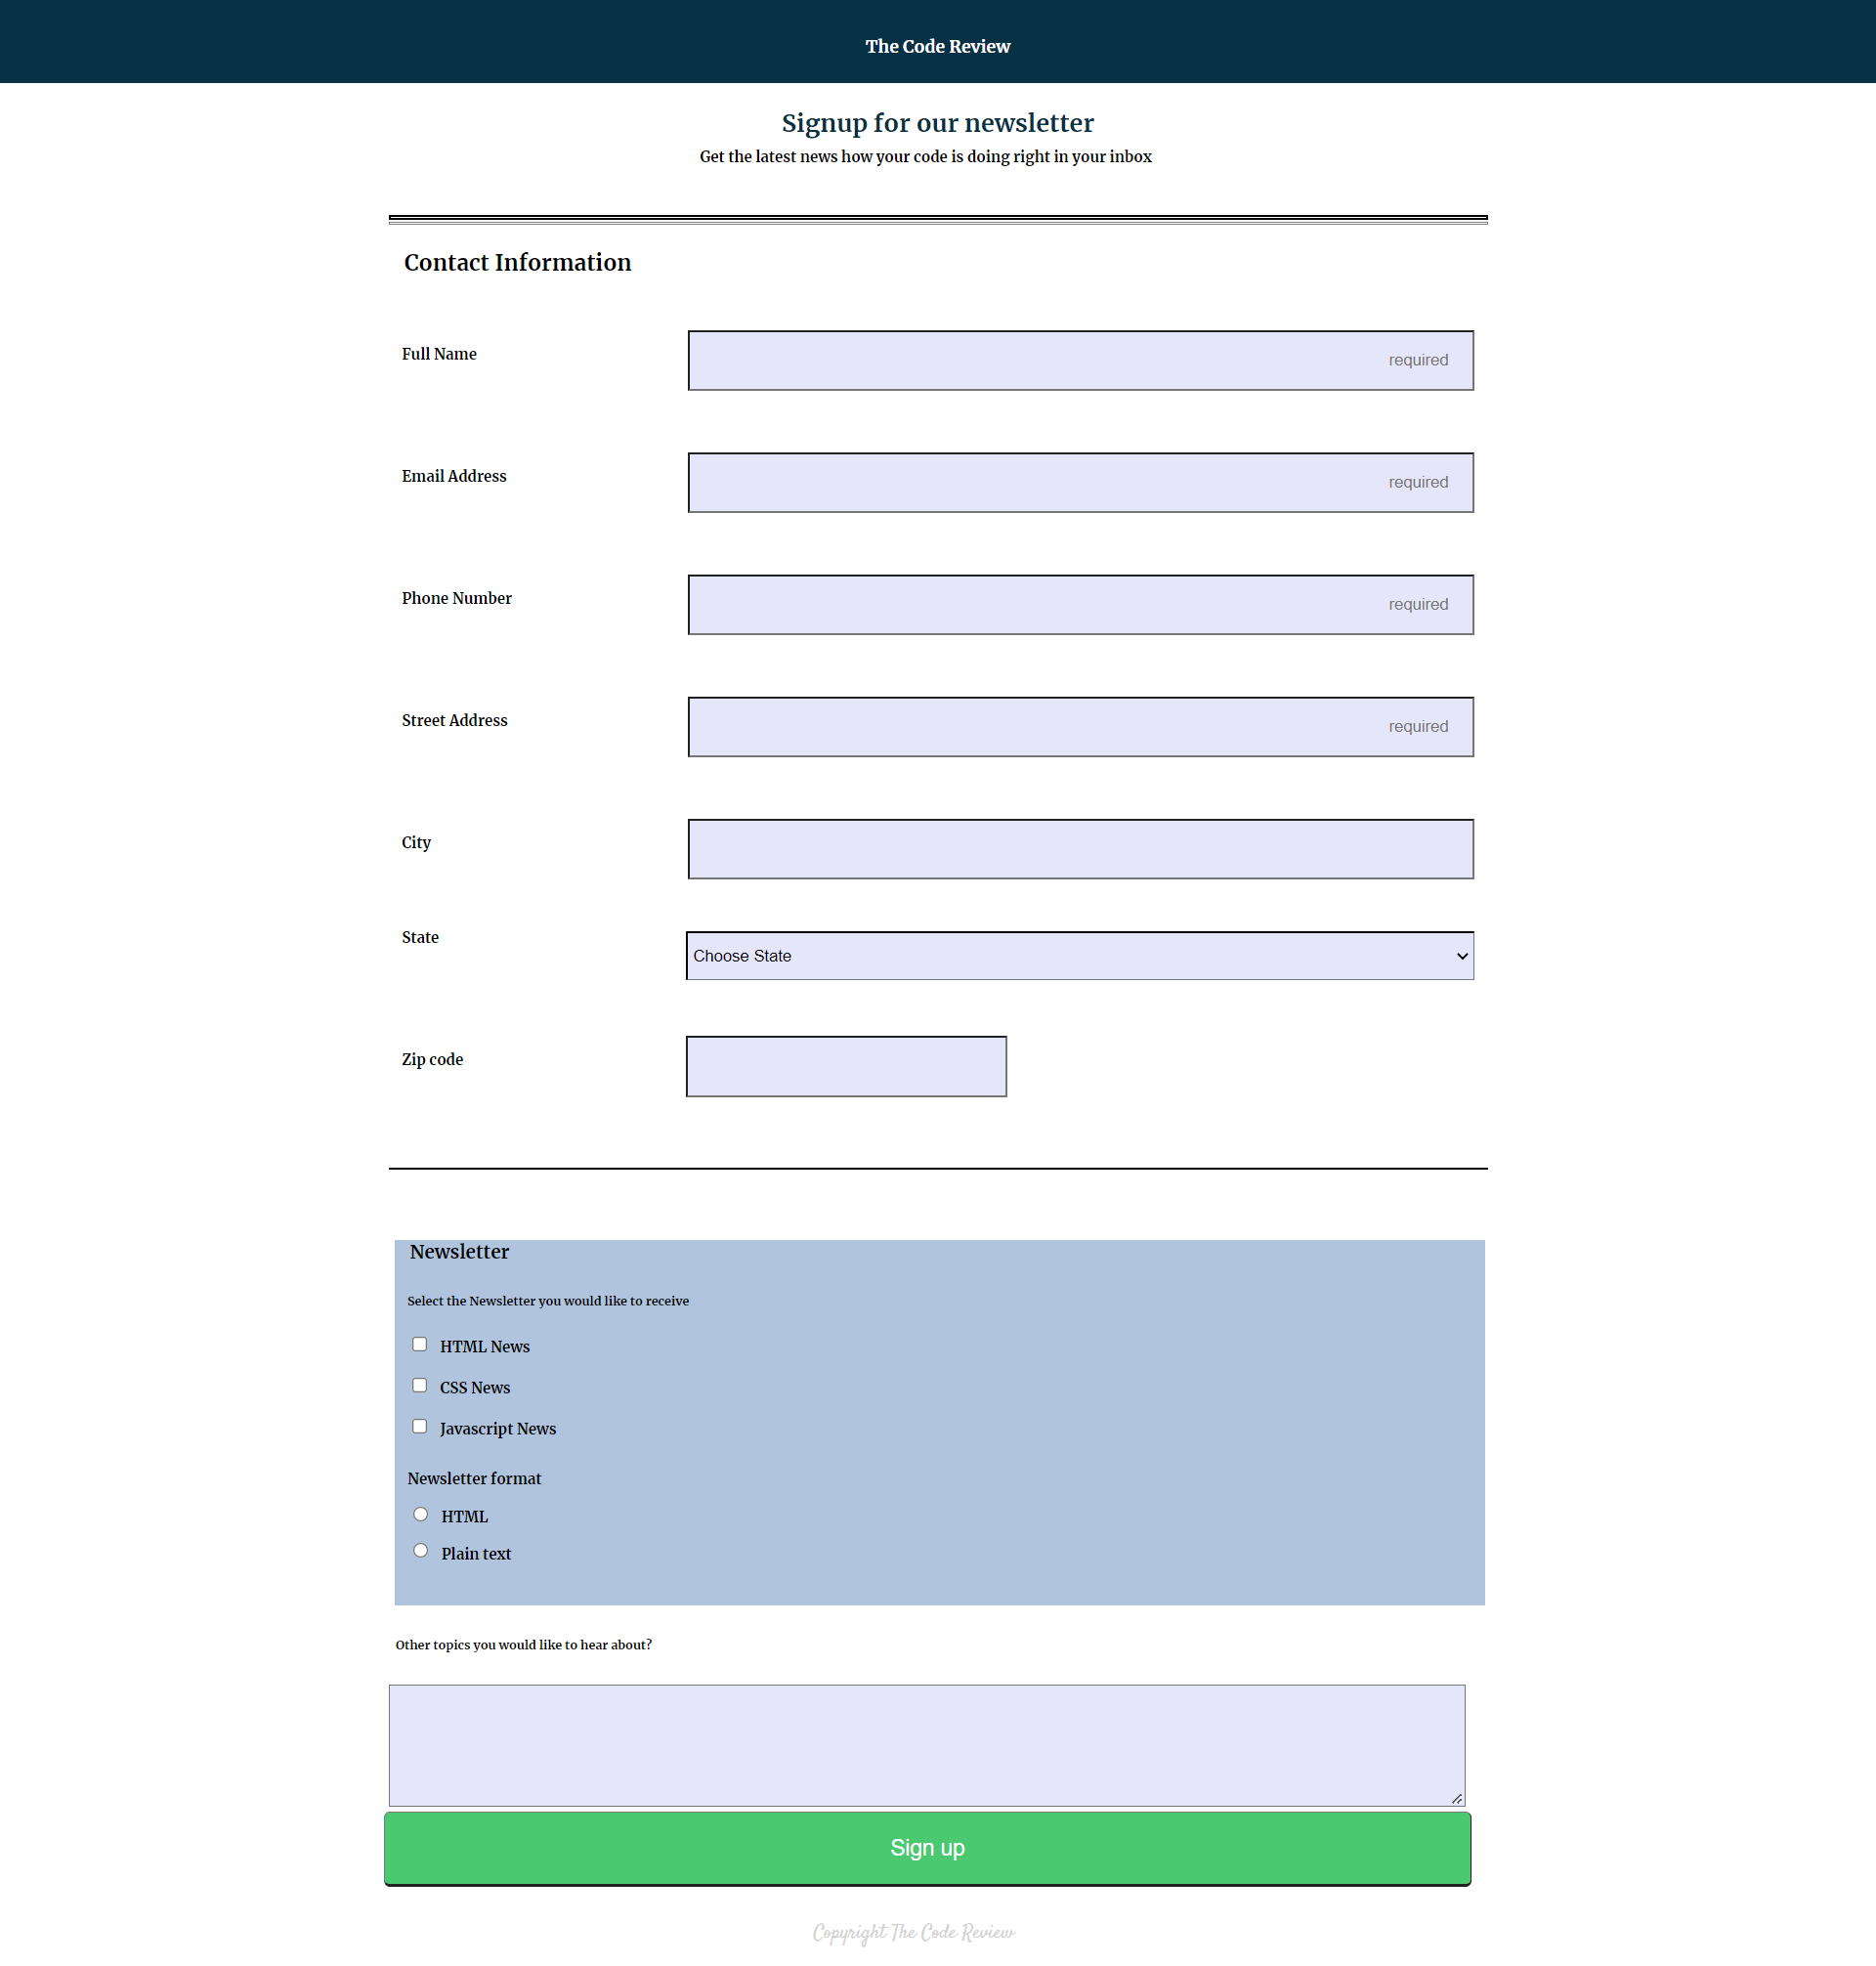 The Code Review
Signup for our newsletter
Get the latest news how your code is doing right in your inbox
Contact Information
Full Name
required
Email Address
required
Phone Number
required
Street Address
required
City
State
Choose State
Zip code
Newsletter
Select the Newsletter you would like to receive
HTML News
CSS News
Javascript News
Newsletter format
HTML
Plain text
Other topics you would like to hear about?
Sign up
Copyright The Code Review